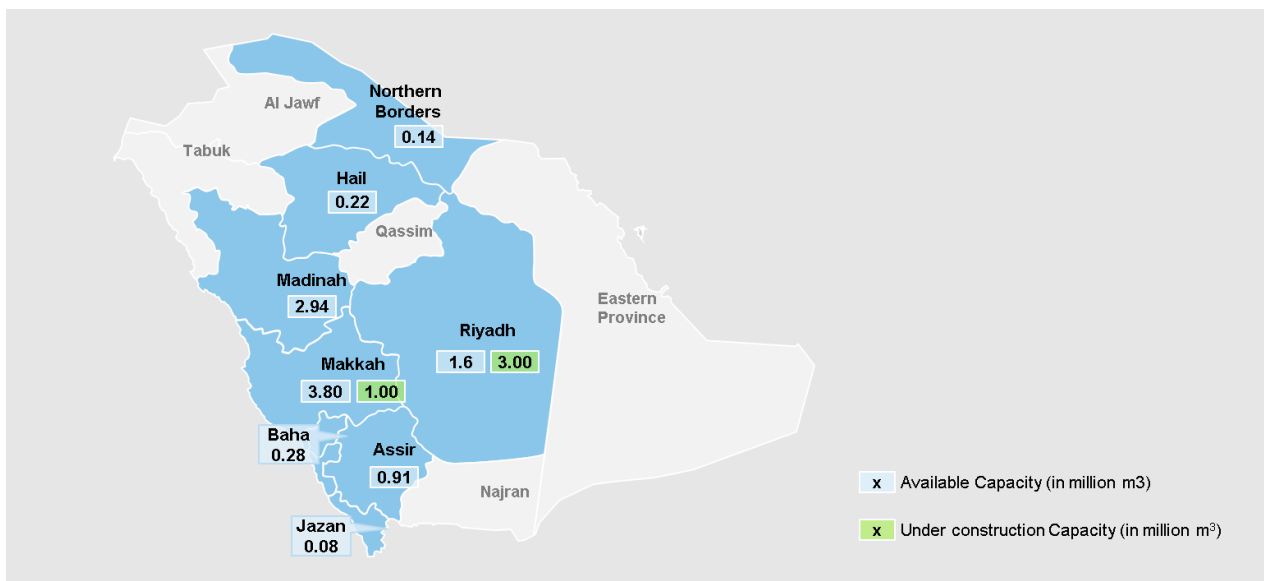 Northern
Borders
0.14
Al Jawf
Tabuk
Hail
0.22
Qassim
Madinah
2.94
Eastern
Province
Riyadh
1.6 3.00
Makkah
3.80 1.00
Baha
0.28
Assir
0.91
Najran
Jazan
0.08
x Available Capacity (in million m3)
x Under construction Capacity (in million m³)